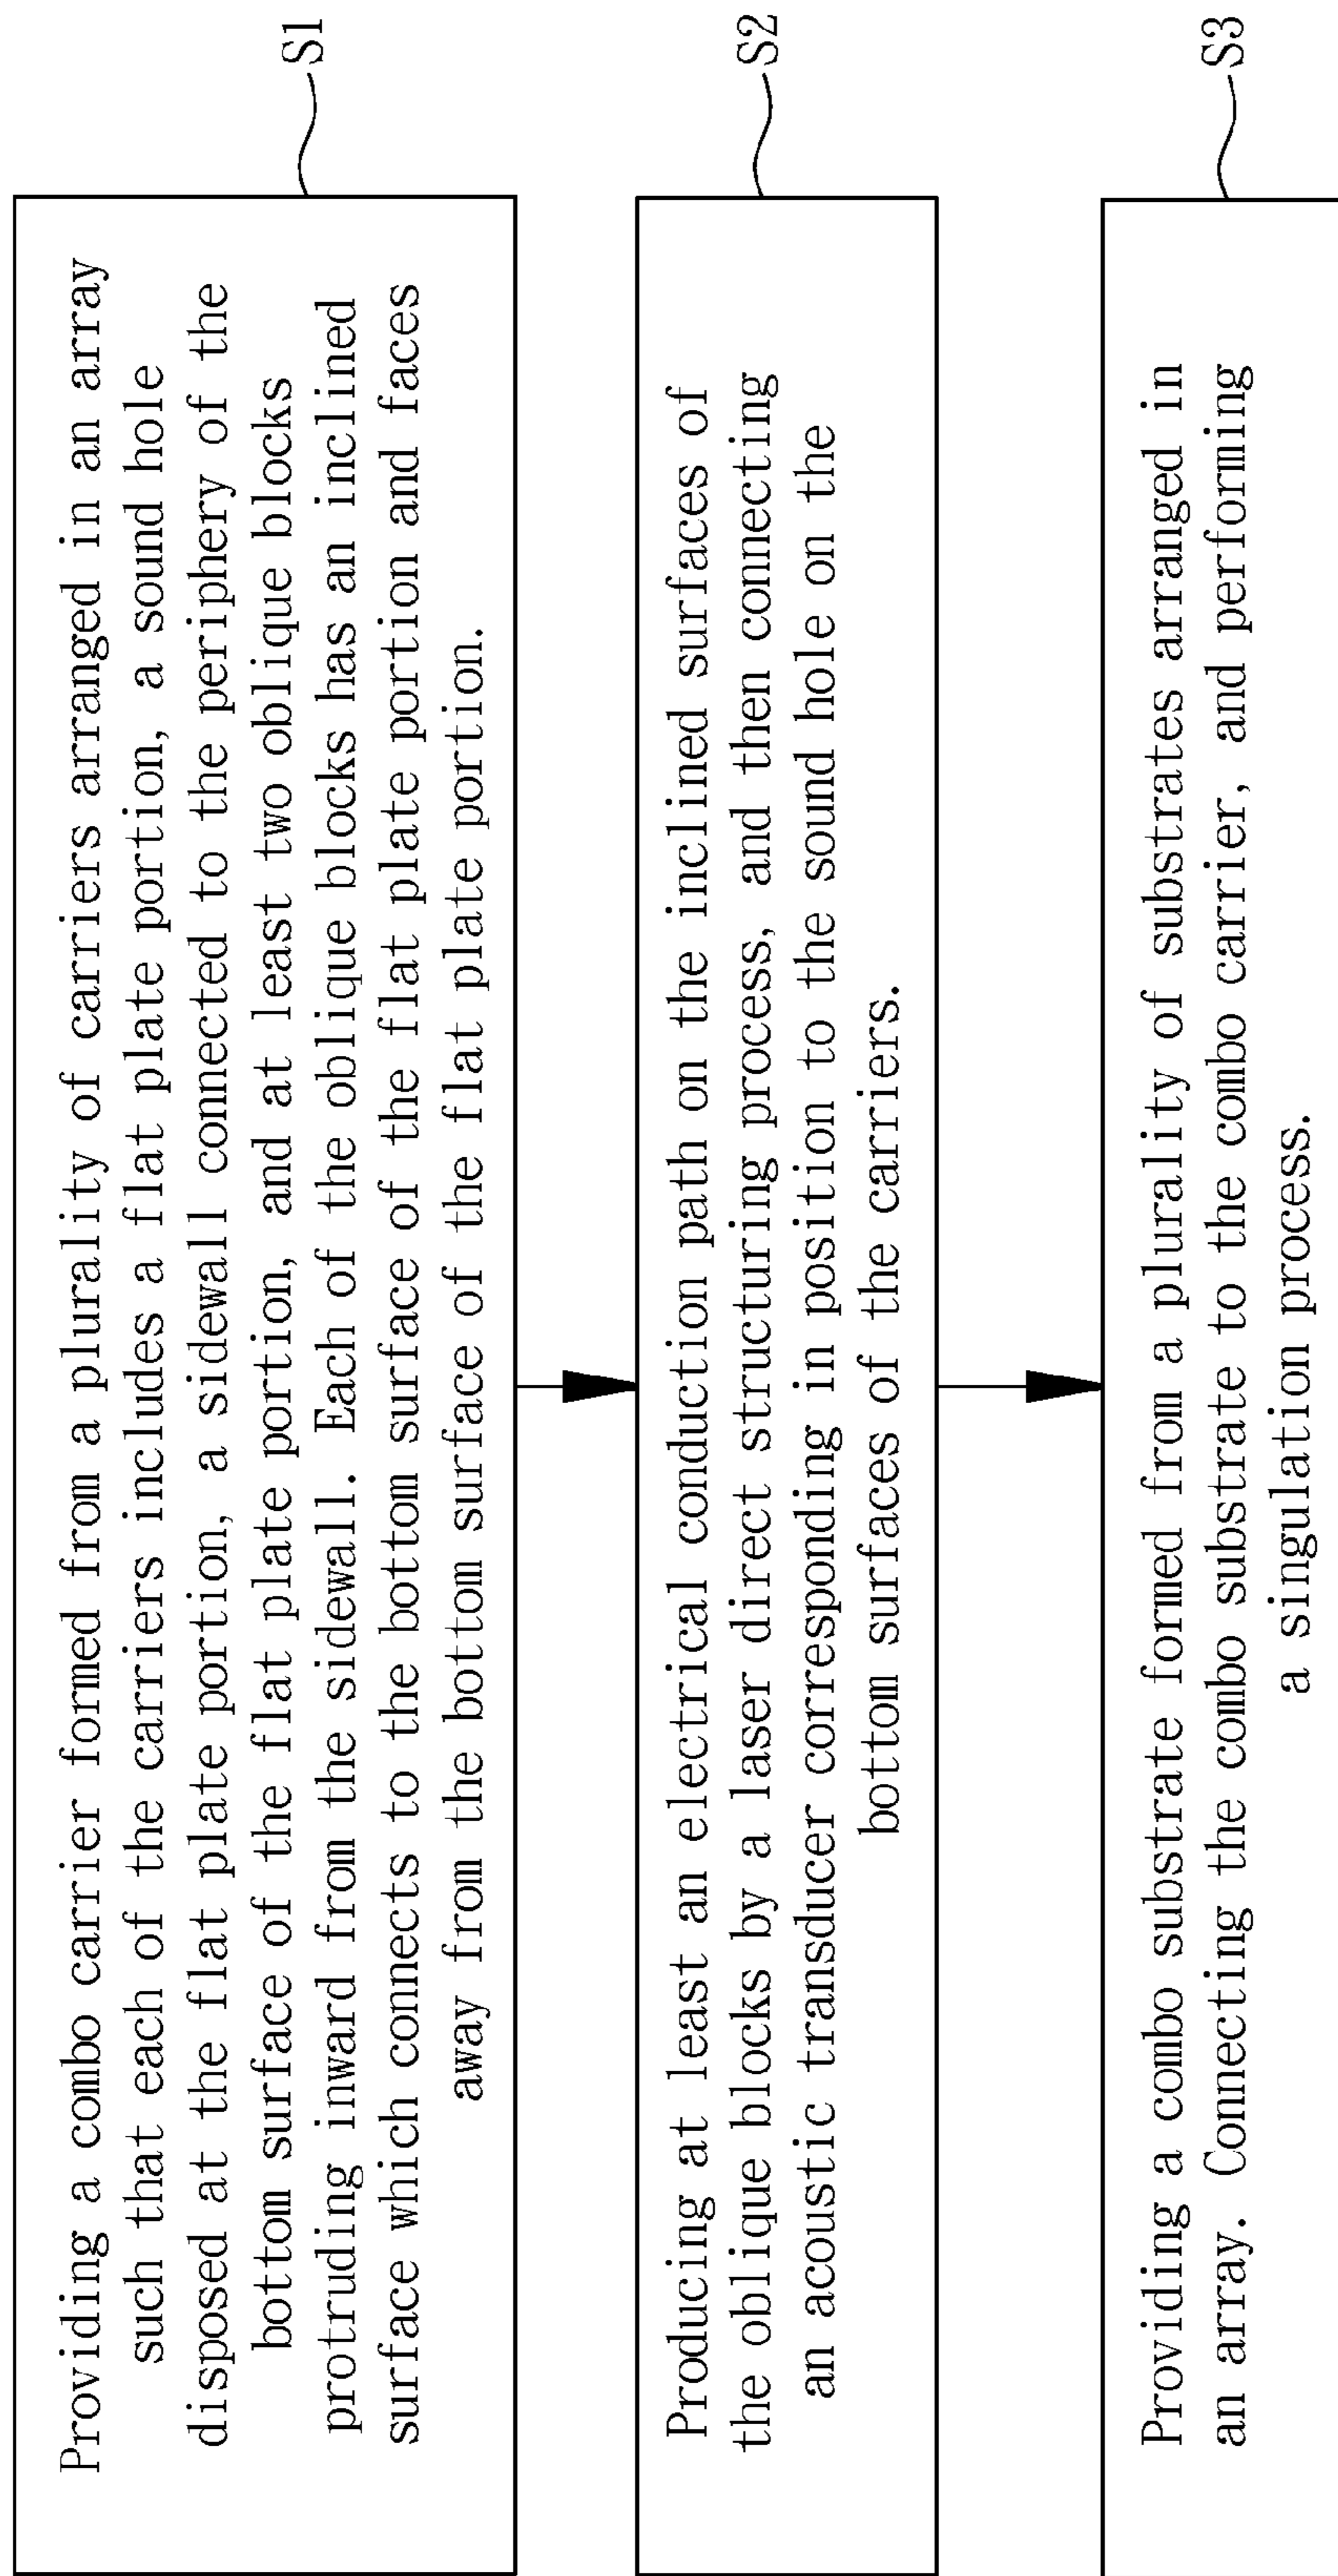 Providing a combo carrier formed from a plurality of carriers arranged in an array
such that each of the carriers includes a flat plate portion, a sound hole
disposed at the flat plate portion, a sidewall connected to the periphery of the
bottom surface of the flat plate portion, and at least two oblique blocks
protruding inward from the sidewall. Each of the oblique blocks has an inclined
surface which connects to the bottom surface of the flat plate portion and faces
away from the bottom surface of the flat plate portion.
S1
Producing at least an electrical conduction path on the inclined surfaces of
the oblique blocks by a laser direct structuring process, and then connecting
an acoustic transducer corresponding in position to the sound hole on the
bottom surfaces of the carriers.
S2
Providing a combo substrate formed from a plurality of substrates arranged in
an array. Connecting the combo substrate to the combo carrier, and performing
a singulation process.
S3